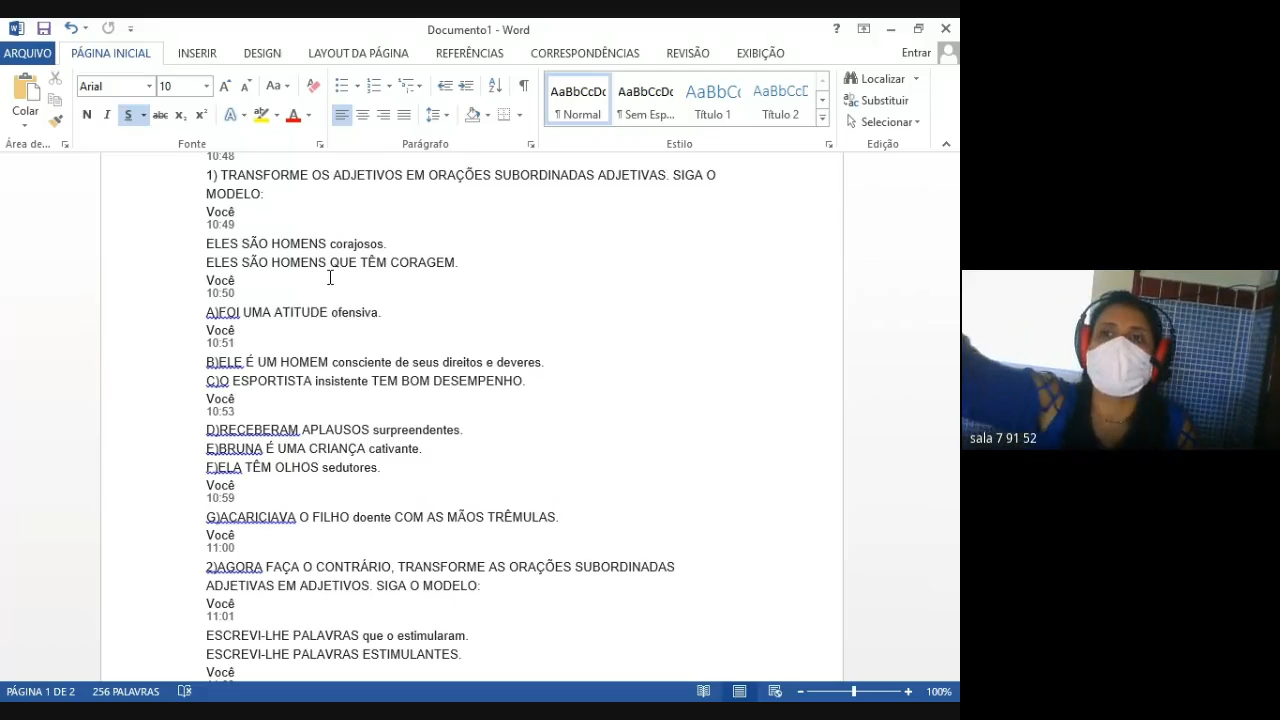 Documento1 - Word
ARQUIVO PÁGINA INICIAL INSERIR DESIGN LAYOUT DA PÁGINA REFERÊNCIAS CORRESPONDÊNCIAS REVISÃO EXIBIÇÃO Entrar
Arial 10 Aa
AaBbCcDc AaBbCcDc AaBbC( AaBbCcD
Localizar
Substituir
Selecionar
Colar
N I S abc x₂ x² A A
¶ Normal ¶ Sem Esp... Título 1 Título 2
Área de... Fonte Parágrafo Estilo Edição
10:48
1) TRANSFORME OS ADJETIVOS EM ORAÇÕES SUBORDINADAS ADJETIVAS. SIGA O
MODELO:
Você
10:49
ELES SÃO HOMENS corajosos.
ELES SÃO HOMENS QUE TÊM CORAGEM.
Você
10:50
A)FOI UMA ATITUDE ofensiva.
Você
10:51
B)ELE É UM HOMEM consciente de seus direitos e deveres.
C)O ESPORTISTA insistente TEM BOM DESEMPENHO.
Você
10:53
D)RECEBERAM APLAUSOS surpreendentes.
E)BRUNA É UMA CRIANÇA cativante.
F)ELA TÊM OLHOS sedutores.
Você
10:59
G)ACARICIAVA O FILHO doente COM AS MÃOS TRÊMULAS.
Você
11:00
2)AGORA FAÇA O CONTRÁRIO, TRANSFORME AS ORAÇÕES SUBORDINADAS
ADJETIVAS EM ADJETIVOS. SIGA O MODELO:
Você
11:01
ESCREVI-LHE PALAVRAS que o estimularam.
ESCREVI-LHE PALAVRAS ESTIMULANTES.
Você
PÁGINA 1 DE 2 256 PALAVRAS 100%
sala 7 91 52